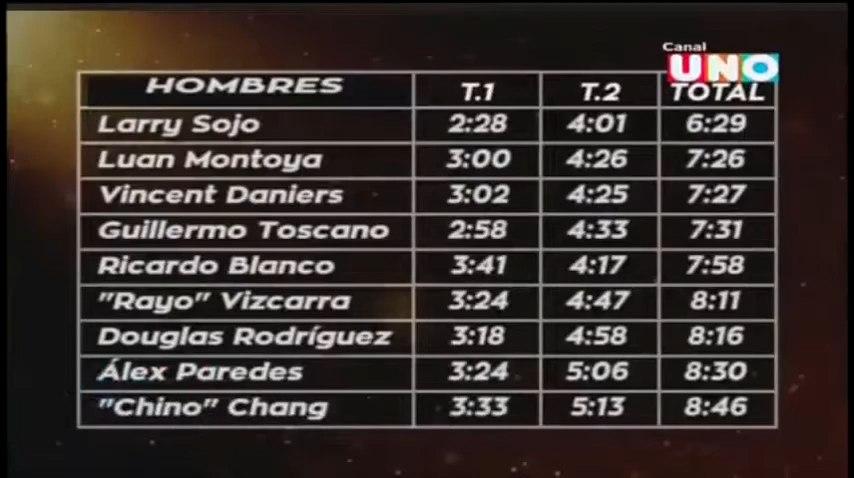 Canal
UNO
HOMBRES T.1 T.2 TOTAL
Larry Sojo 2:28 4:01 6:29
Luan Montoya 3:00 4:26 7:26
Vincent Daniers 3:02 4:25 7:27
Guillermo Toscano 2:58 4:33 7:31
Ricardo Blanco 3:41 4:17 7:58
"Rayo" Vizcarra 3:24 4:47 8:11
Douglas Rodríguez 3:18 4:58 8:16
Álex Paredes 3:24 5:06 8:30
"Chino" Chang 3:33 5:13 8:46